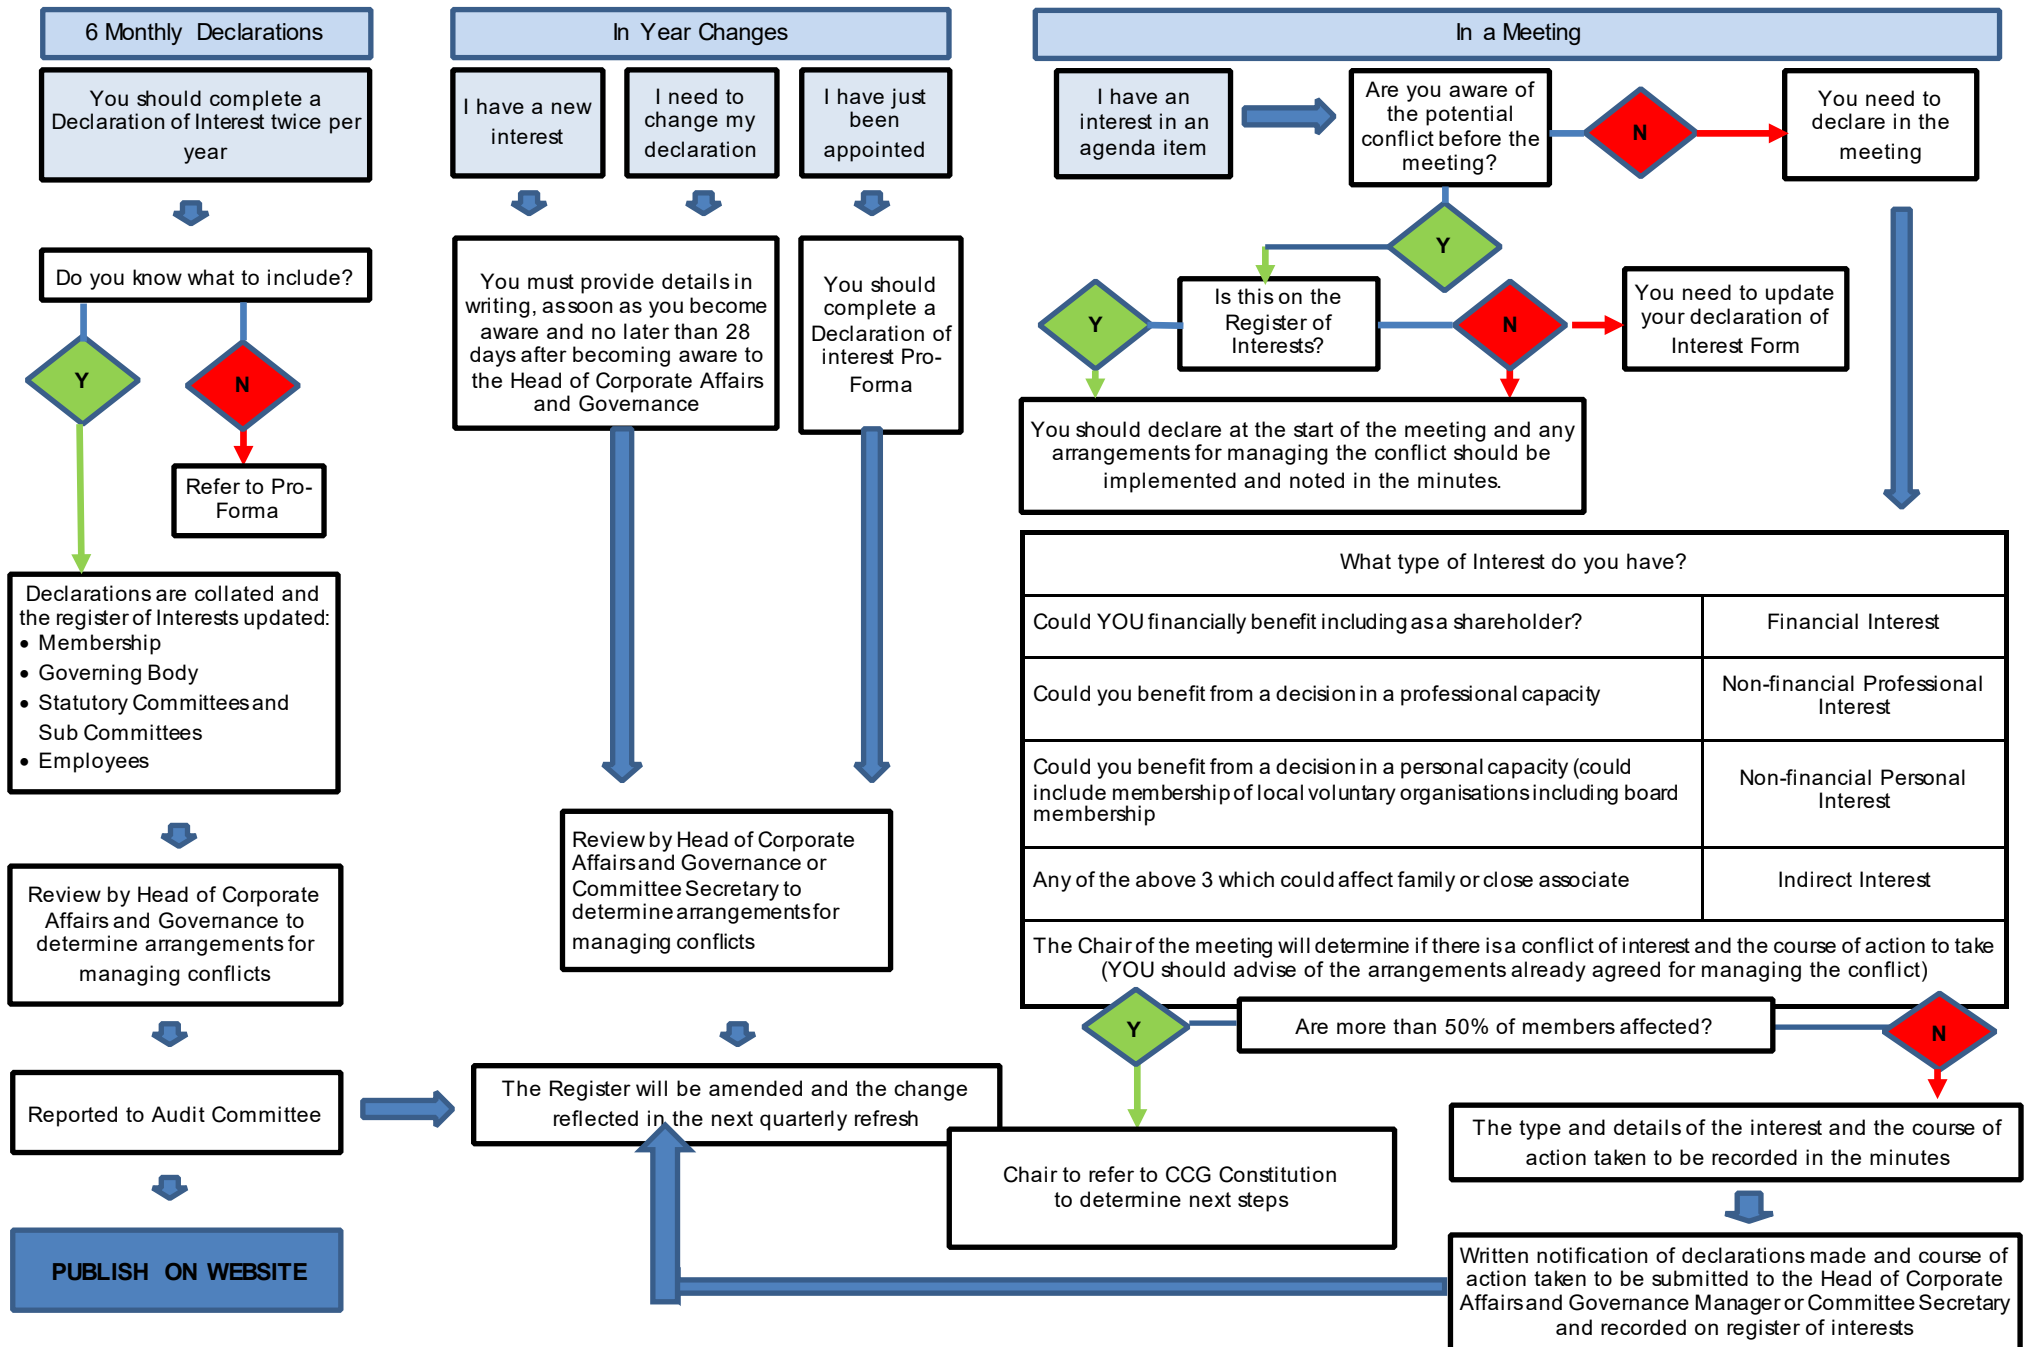 6 Monthly Declarations
You should complete a
Declaration of Interest twice per
year
Do you know what to include?
Y
N
Refer to Pro-
Forma
Declarations are collated and
the register of Interests updated:
• Membership
• Governing Body
• Statutory Committees and
Sub Committees
• Employees
Review by Head of Corporate
Affairs and Governance to
determine arrangements for
managing conflicts
Reported to Audit Committee
PUBLISH ON WEBSITE
In Year Changes
I have a new
interest
I need to
change my
declaration
I have just
been
appointed
You must provide details in
writing, assoon as you become
aware and no later than 28
days after becoming aware to
the Head of Corporate Affairs
and Governance
You should
complete a
Declaration of
interest Pro-
Forma
Review by Head of Corporate
Affairs and Governance or
Committee Secretary to
determine arrangements for
managing conflicts
The Register will be amended and the change
reflected in the next quarterly refresh
In a Meeting
I have an
interest in an
agenda item
Are you aware of
the potential
conflict before the
meeting?
N
You need to
declare in the
meeting
Y
Y
Is this on the
Register of
Interests?
N
You need to update
your declaration of
Interest Form
You should declare at the start of the meeting and any
arrangements for managing the conflict should be
implemented and noted in the minutes.
What type of Interest do you have?
Could YOU financially benefit including as a shareholder?
Financial Interest
Could you benefit from a decision in a professional capacity
Non-financial Professional
Interest
Could you benefit from a decision in a personal capacity (could
include membership of local voluntary organisations including board
membership
Non-financial Personal
Interest
Any of the above 3 which could affect family or close associate
Indirect Interest
The Chair of the meeting will determine if there is a conflict of interest and the course of action to take
(YOU should advise of the arrangements already agreed for managing the conflict)
Y
Are more than 50% of members affected?
N
Chair to refer to CCG Constitution
to determine next steps
The type and details of the interest and the course of
action taken to be recorded in the minutes
Written notification of declarations made and course of
action taken to be submitted to the Head of Corporate
Affairs and Governance Manager or Committee Secretary
and recorded on register of interests